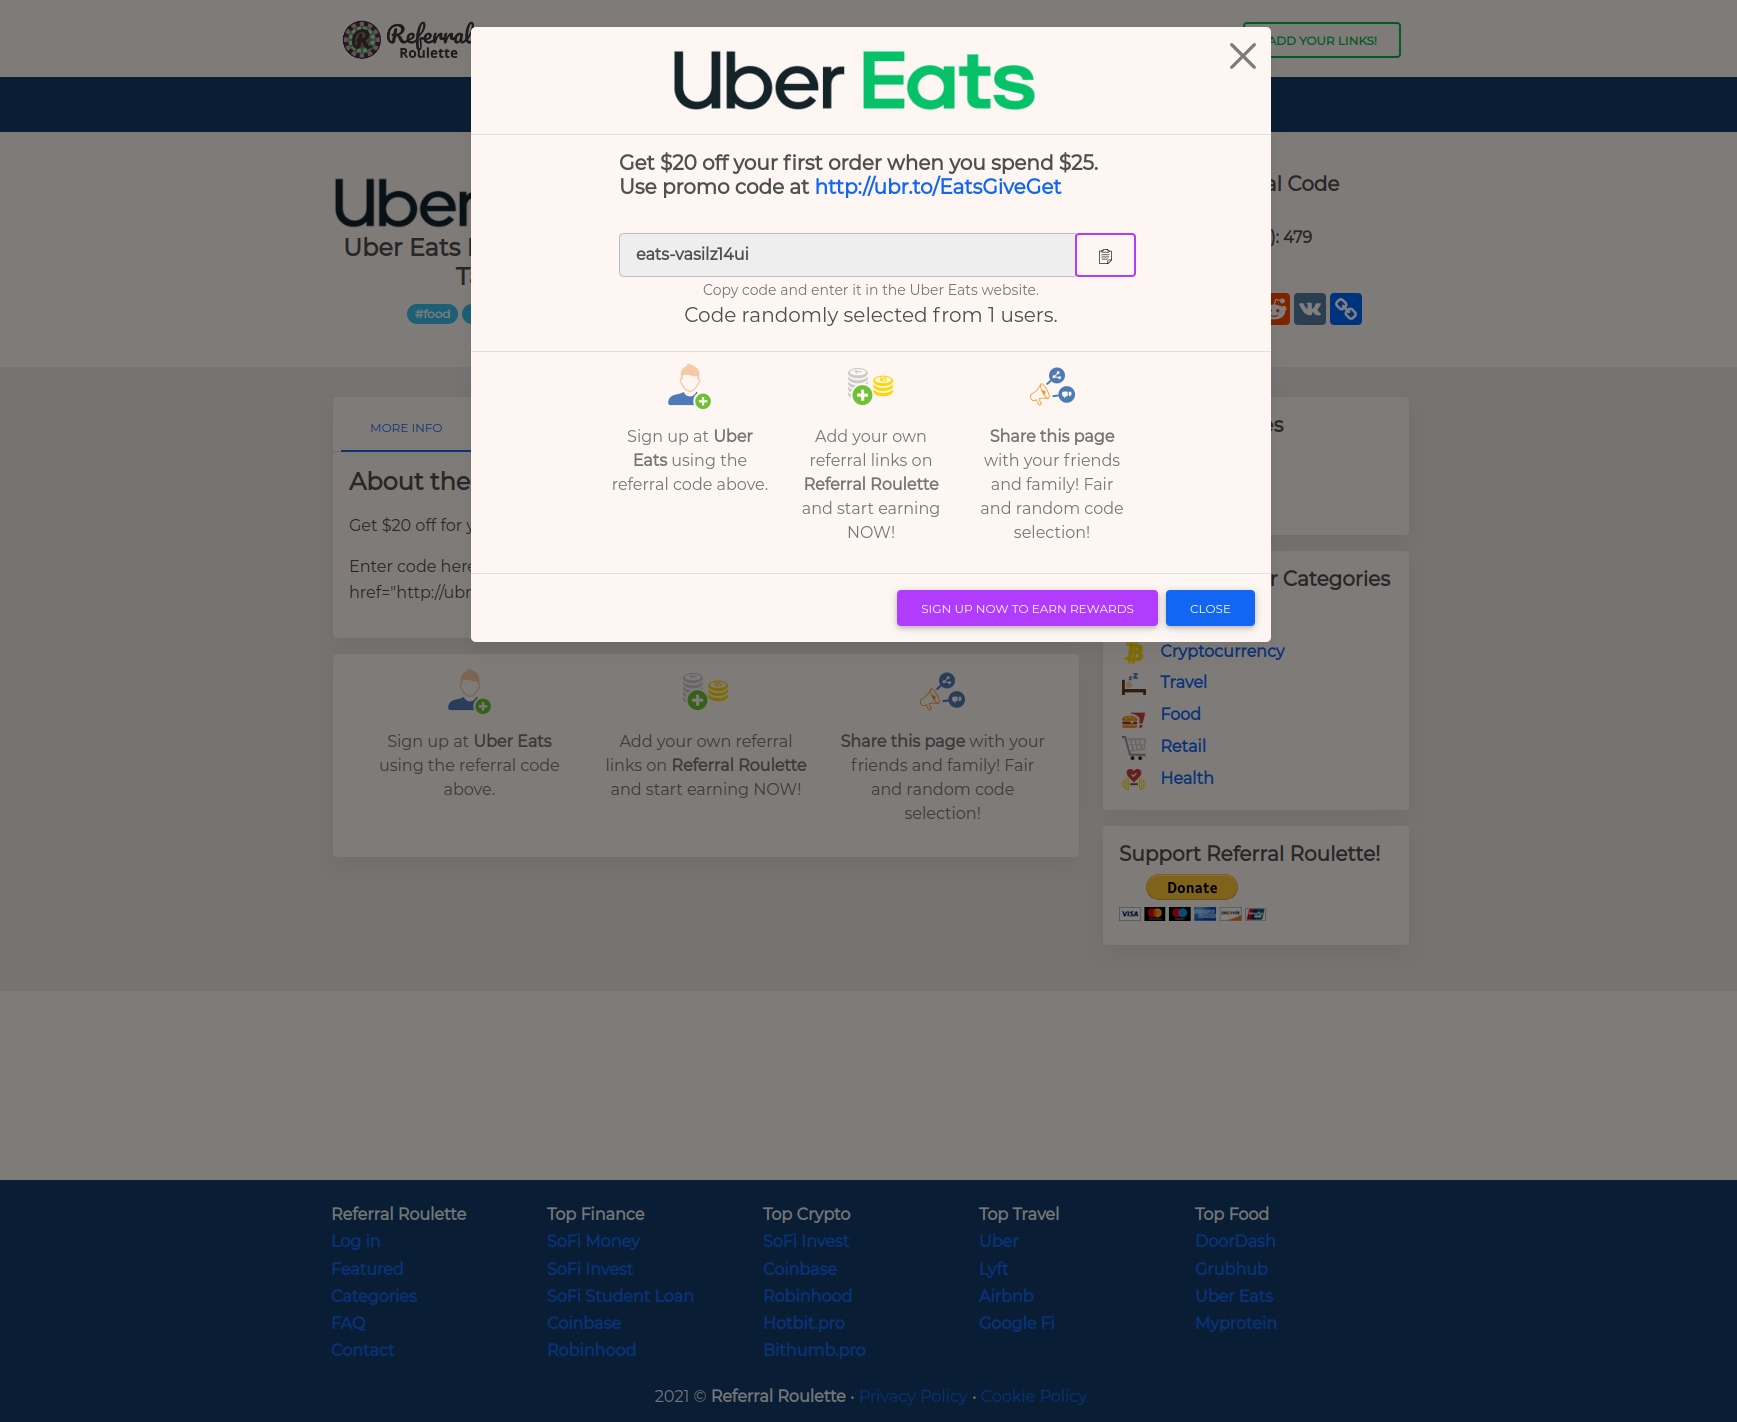 Referral
Roulette
ADD YOUR LINKS!
Uber Eats
Get $20 off your first order when you spend $25.
Use promo code at http://ubr.to/EatsGiveGet
eats-vasilz14ui
Copy code and enter it in the Uber Eats website.
Code randomly selected from 1 users.
Sign up at Uber
Eats using the
referral code above.
Add your own
referral links on
Referral Roulette
and start earning
NOW!
Share this page
with your friends
and family! Fair
and random code
selection!
SIGN UP NOW TO EARN REWARDS
CLOSE
Uber
Uber Eats
#food
al Code
): 479
MORE INFO
About the
Get $20 off for
Enter code here
href="http://ubr
Sign up at Uber Eats
using the referral code
above.
Add your own referral
links on Referral Roulette
and start earning NOW!
Share this page with your
friends and family! Fair
and random code
selection!
es
r Categories
Cryptocurrency
Travel
Food
Retail
Health
Support Referral Roulette!
Donate
VISA
Referral Roulette
Log in
Featured
Categories
FAQ
Contact
Top Finance
SoFi Money
SoFi Invest
SoFi Student Loan
Coinbase
Robinhood
Top Crypto
SoFi Invest
Coinbase
Robinhood
Hotbit.pro
Bithumb.pro
Top Travel
Uber
Lyft
Airbnb
Google Fi
Top Food
DoorDash
Grubhub
Uber Eats
Myprotein
2021 © Referral Roulette • Privacy Policy • Cookie Policy